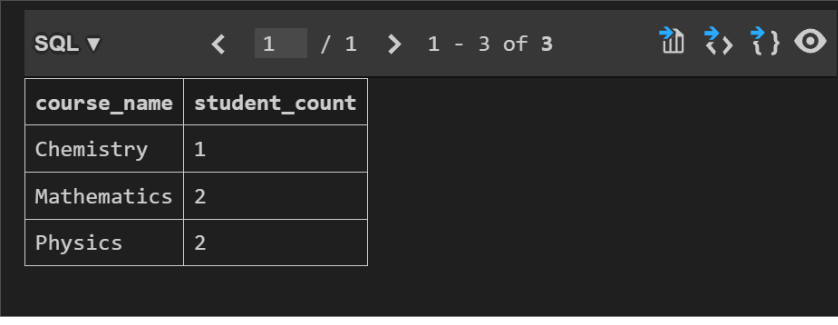 SQL ▼ < 1 / 1 > 1 - 3 of 3
course_name student_count
Chemistry 1
Mathematics 2
Physics 2